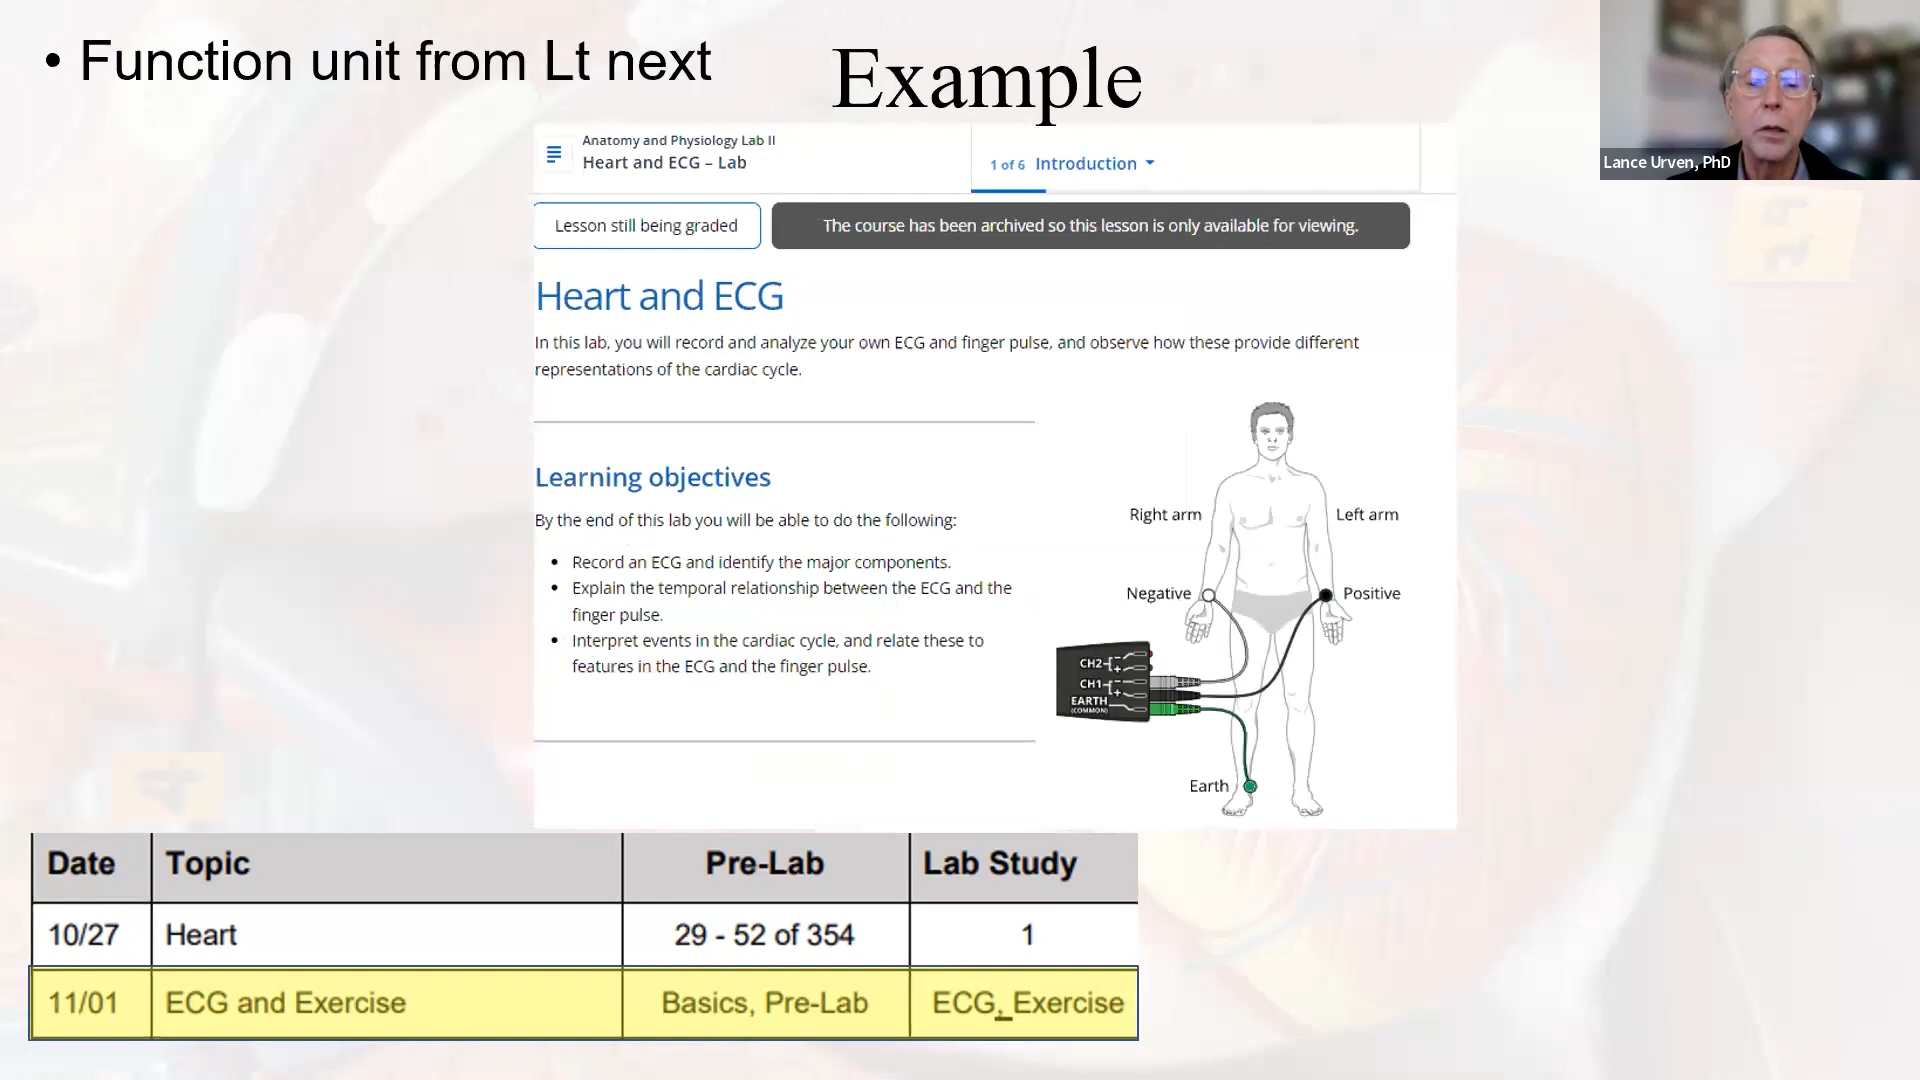 • Function unit from Lt next
Example
Lance Urven, PhD
Anatomy and Physiology Lab II
Heart and ECG – Lab
1 of 6 Introduction
Lesson still being graded
The course has been archived so this lesson is only available for viewing.
Heart and ECG
In this lab, you will record and analyze your own ECG and finger pulse, and observe how these provide different
representations of the cardiac cycle.
Learning objectives
By the end of this lab you will be able to do the following:
• Record an ECG and identify the major components.
• Explain the temporal relationship between the ECG and the
finger pulse.
• Interpret events in the cardiac cycle, and relate these to
features in the ECG and the finger pulse.
Right arm
Left arm
Negative
Positive
CH2
CH1
EARTH
(COMMON)
Earth
Date Topic Pre-Lab Lab Study
10/27 Heart 29 - 52 of 354 1
11/01 ECG and Exercise Basics, Pre-Lab ECG, Exercise